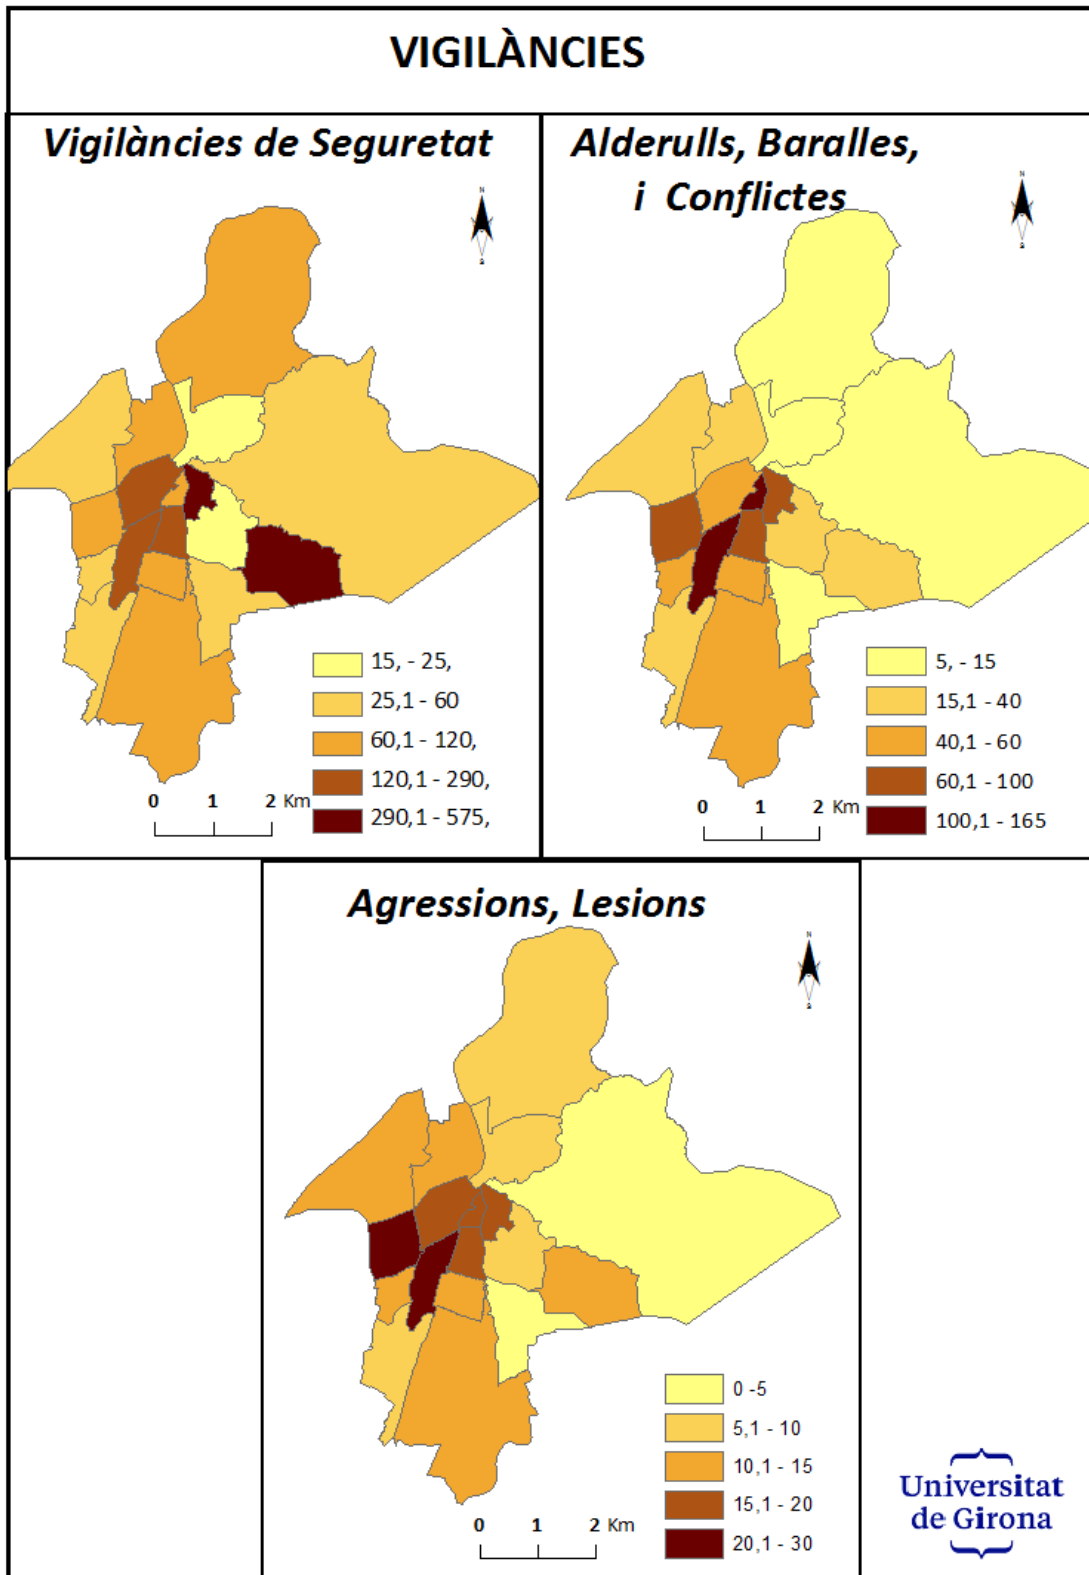 VIGILÀNCIES
Vigilàncies de Seguretat
N
S
15, - 25,
25,1 - 60
60,1 - 120,
120,1 - 290,
290,1 - 575,
0 1 2 Km
Alderulls, Baralles,
i Conflictes
N
S
5, - 15
15,1 - 40
40,1 - 60
60,1 - 100
100,1 - 165
0 1 2 Km
Agressions, Lesions
N
S
0 -5
5,1 - 10
10,1 - 15
15,1 - 20
20,1 - 30
0 1 2 Km
Universitat
de Girona